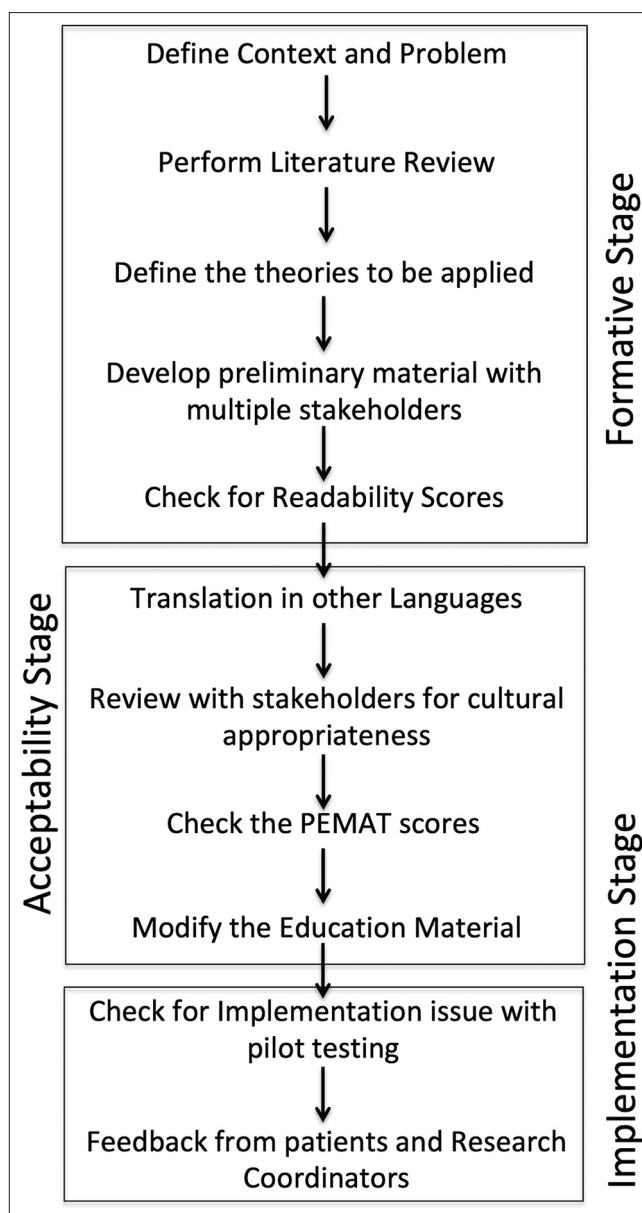 Define Context and Problem
Perform Literature Review
Define the theories to be applied
Develop preliminary material with
multiple stakeholders
Check for Readability Scores
Formative Stage
Translation in other Languages
Review with stakeholders for cultural
appropriateness
Check the PEMAT scores
Modify the Education Material
Acceptability Stage
Check for Implementation issue with
pilot testing
Feedback from patients and Research
Coordinators
Implementation Stage